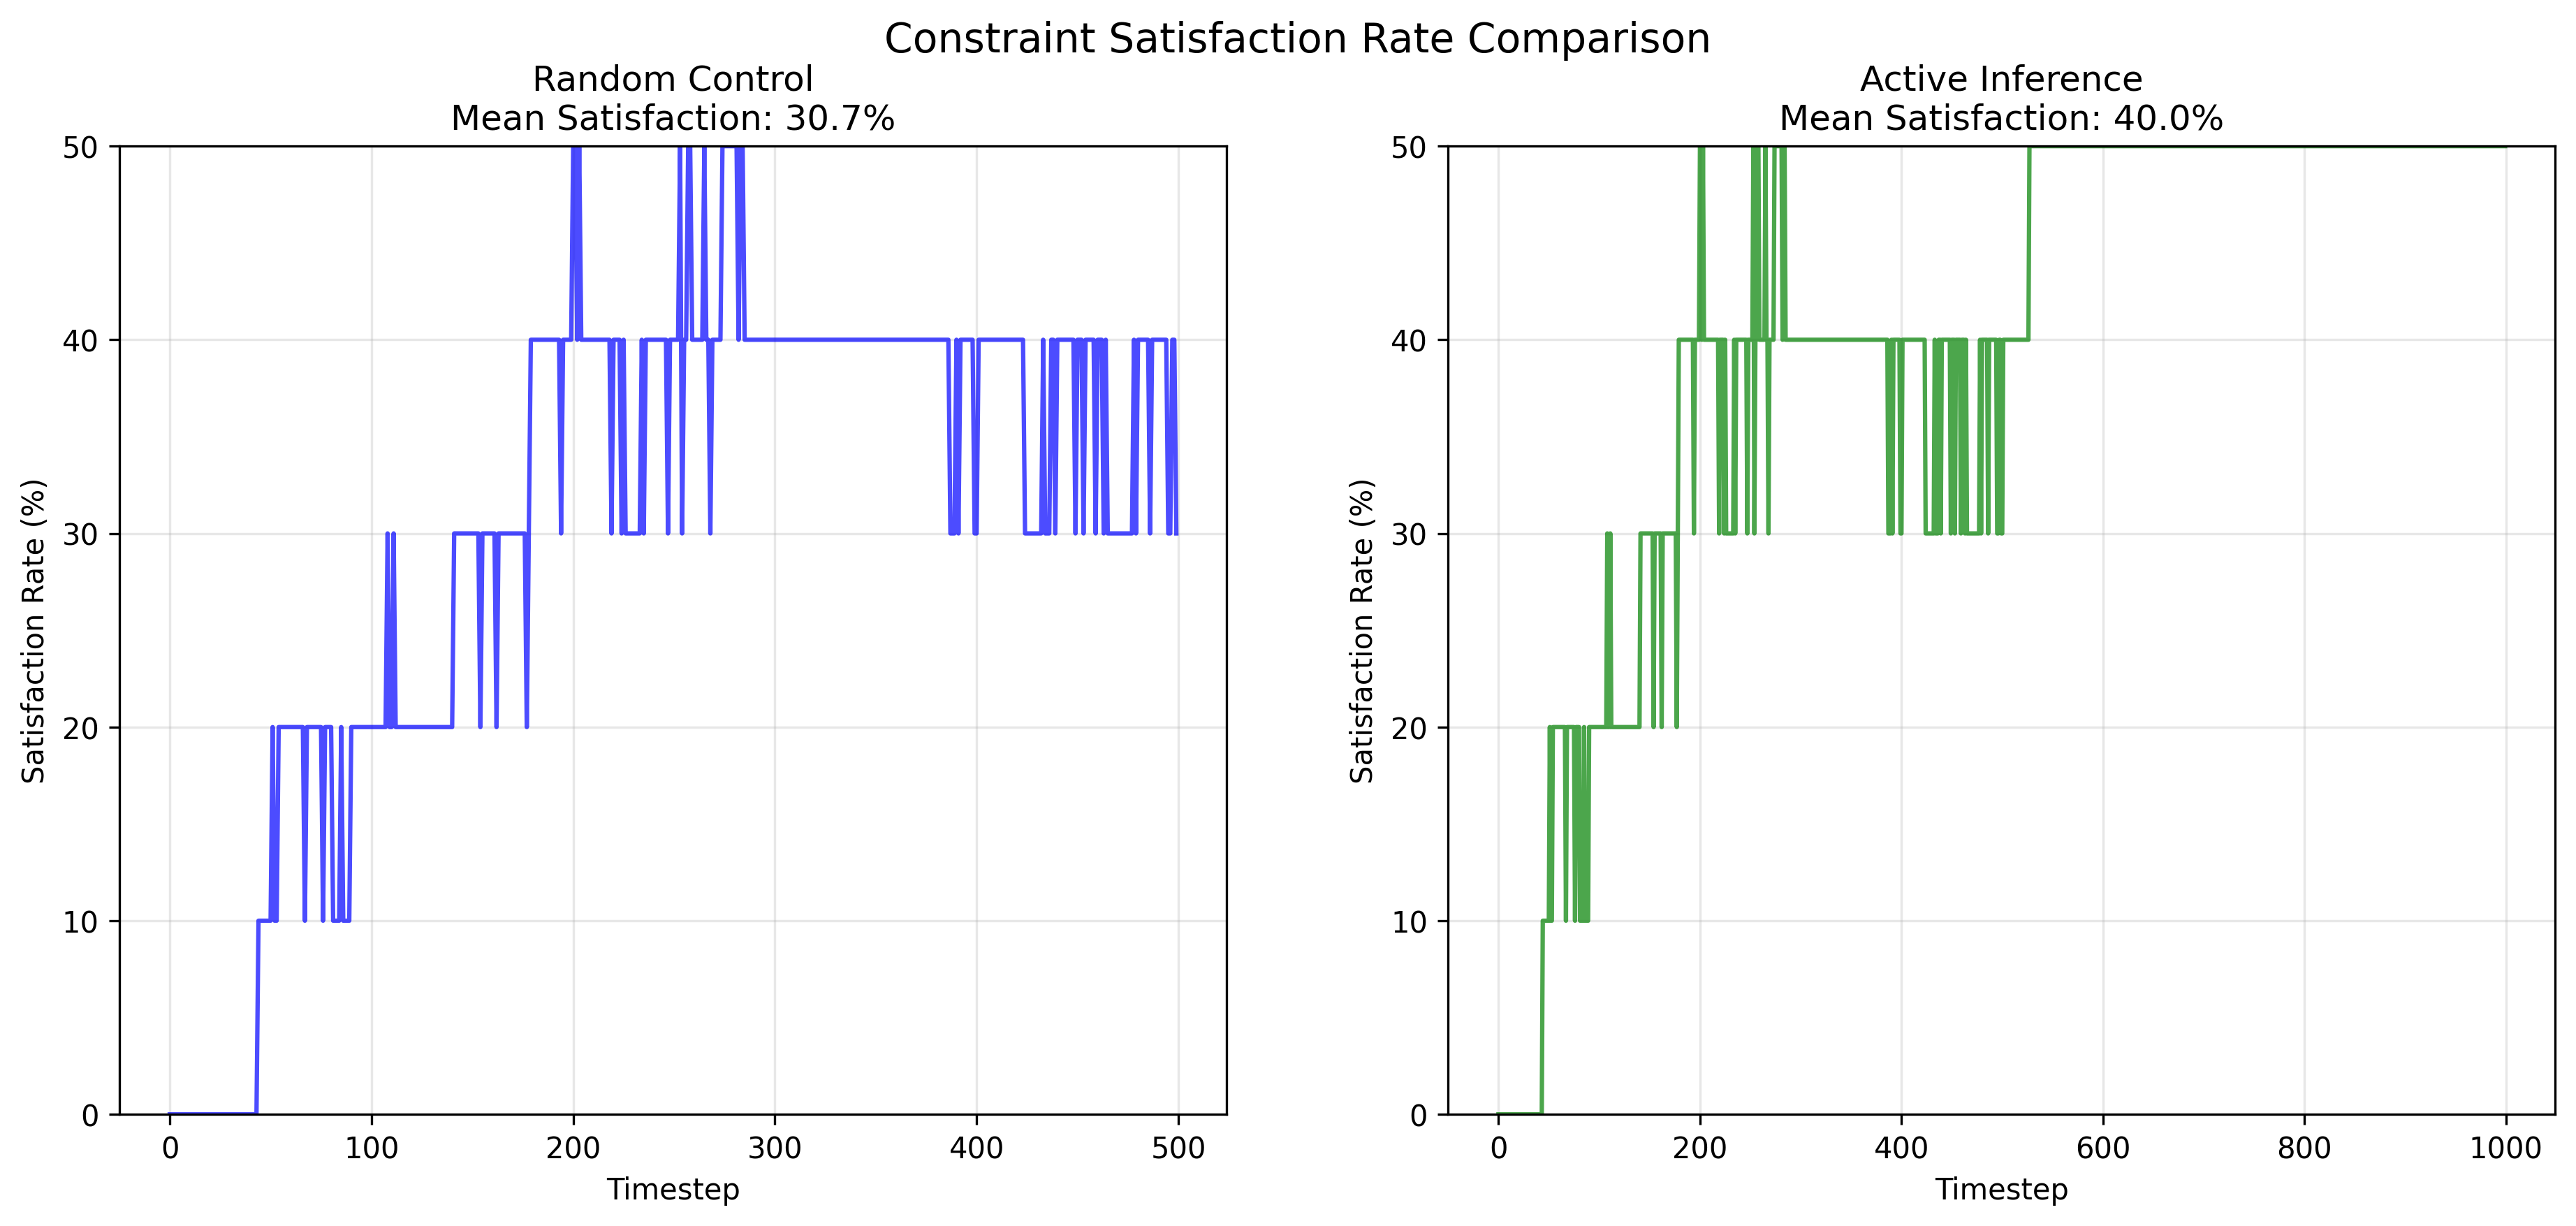 Constraint Satisfaction Rate Comparison
Random Control
Mean Satisfaction: 30.7%
50
40
30
20
10
0
Satisfaction Rate (%)
0 100 200 300 400 500
Timestep
Active Inference
Mean Satisfaction: 40.0%
50
40
30
20
10
0
Satisfaction Rate (%)
0 200 400 600 800 1000
Timestep